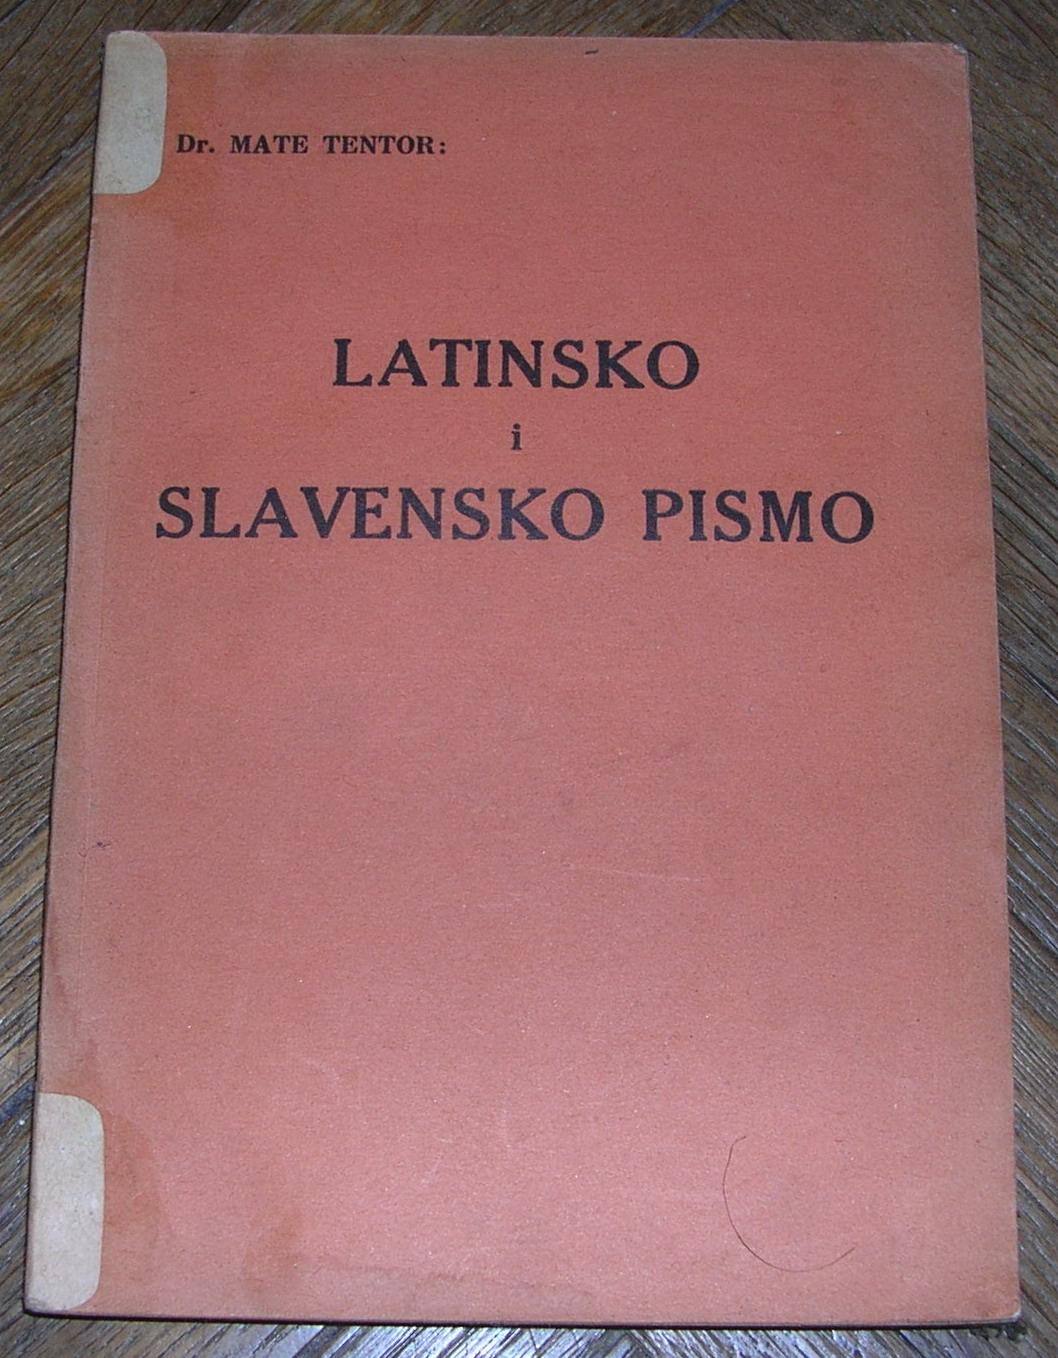 Dr. MATE TENTOR:
LATINSKO
i
SLAVENSKO PISMO